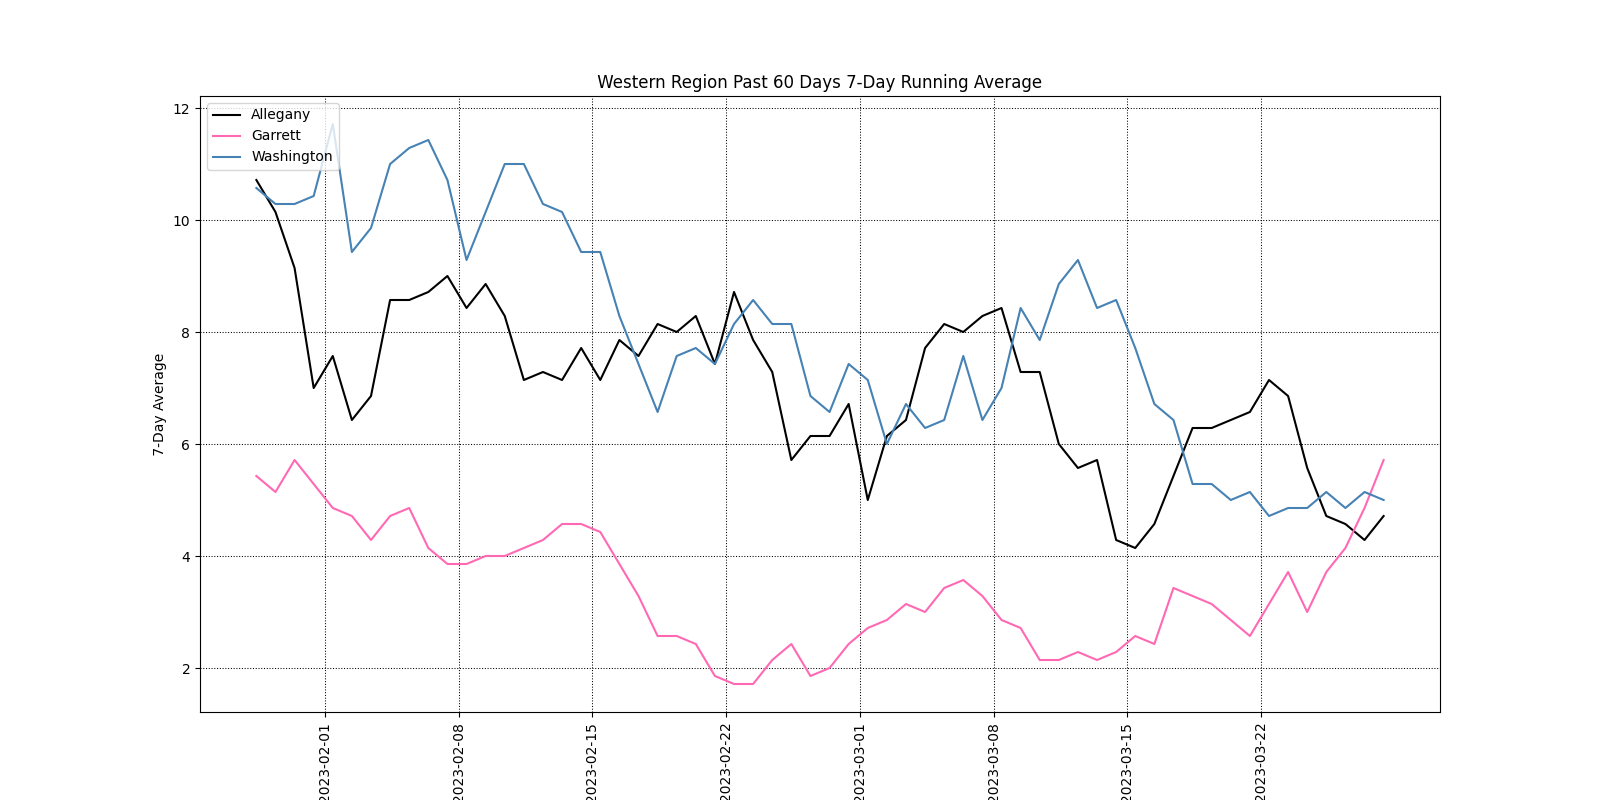 Western Region Past 60 Days 7-Day Running Average
Allegany
Garrett
Washington
7-Day Average
12
10
8
6
4
2
2023-02-01
2023-02-08
2023-02-15
2023-02-22
2023-03-01
2023-03-08
2023-03-15
2023-03-22